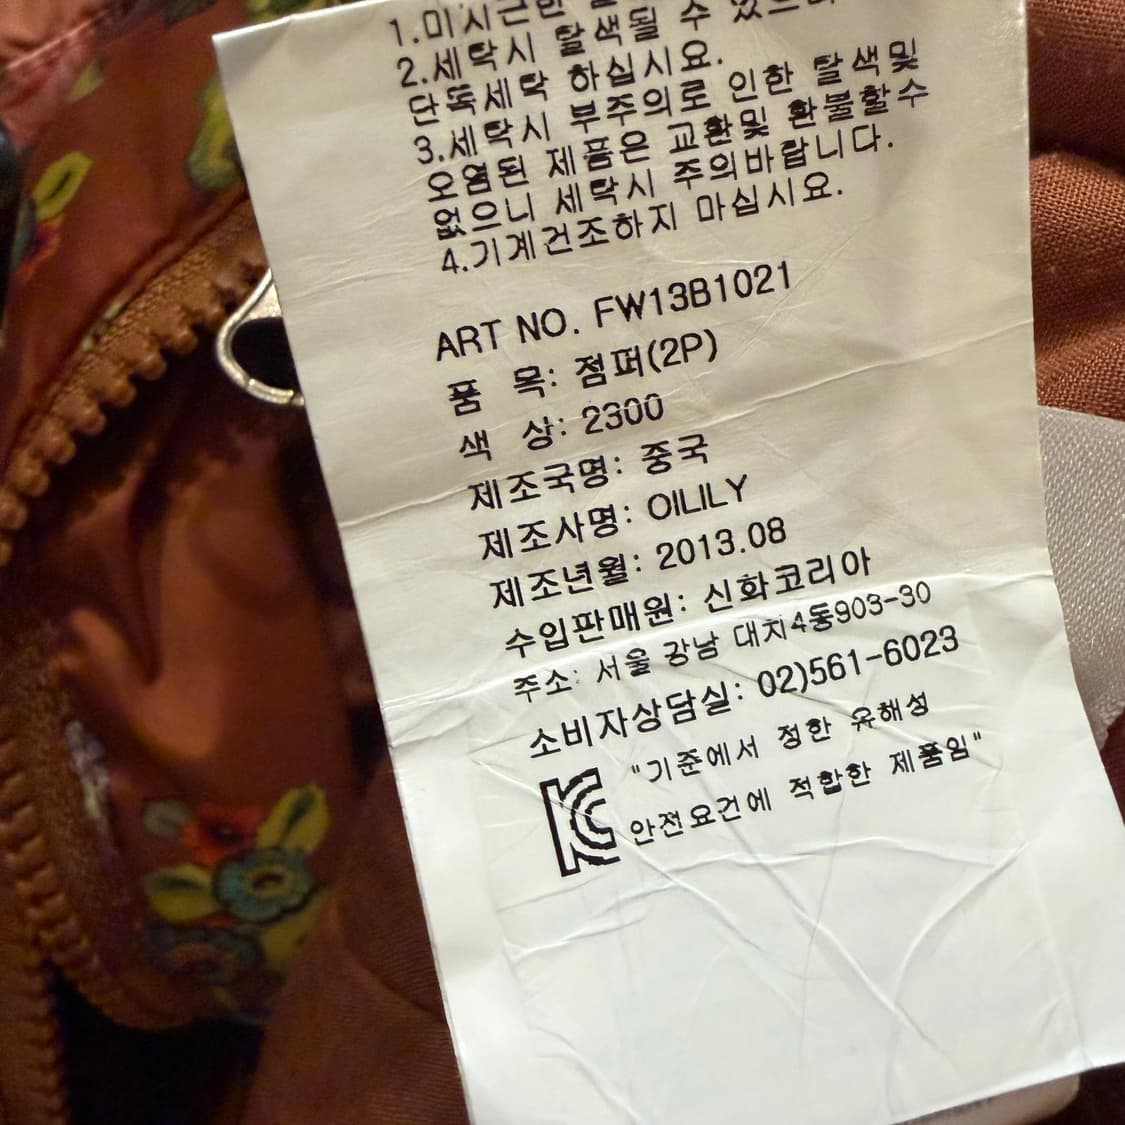 1.미시근한
2.세탁시 탈색될 수 있으
단독세탁 하십시요.
3.세탁시 부주의로 인한 탈색및
오염된 제품은 교환및 환불할수
없으니 세탁시 주의바랍니다.
4.기계건조하지 마십시요.
ART NO. FW13B1021
품 목: 점퍼(2P)
색 상: 2300
제조국명: 중국
제조사명: OILILY
제조년월: 2013.08
수입판매원: 신화코리아
주소: 서울 강남 대치4동903-30
소비자상담실: 02)561-6023
"기준에서 정한 유해성
안전요건에 적합한 제품임"